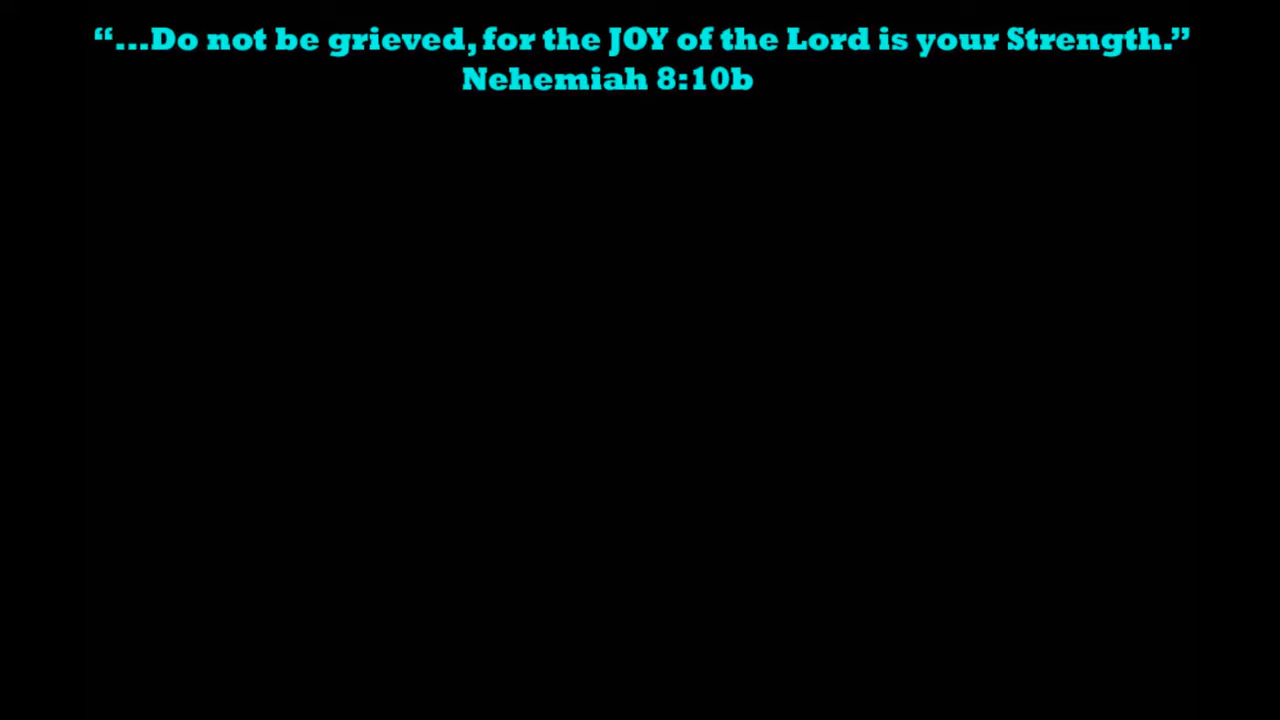 “...Do not be grieved, for the JOY of the Lord is your Strength.”
Nehemiah 8:10b